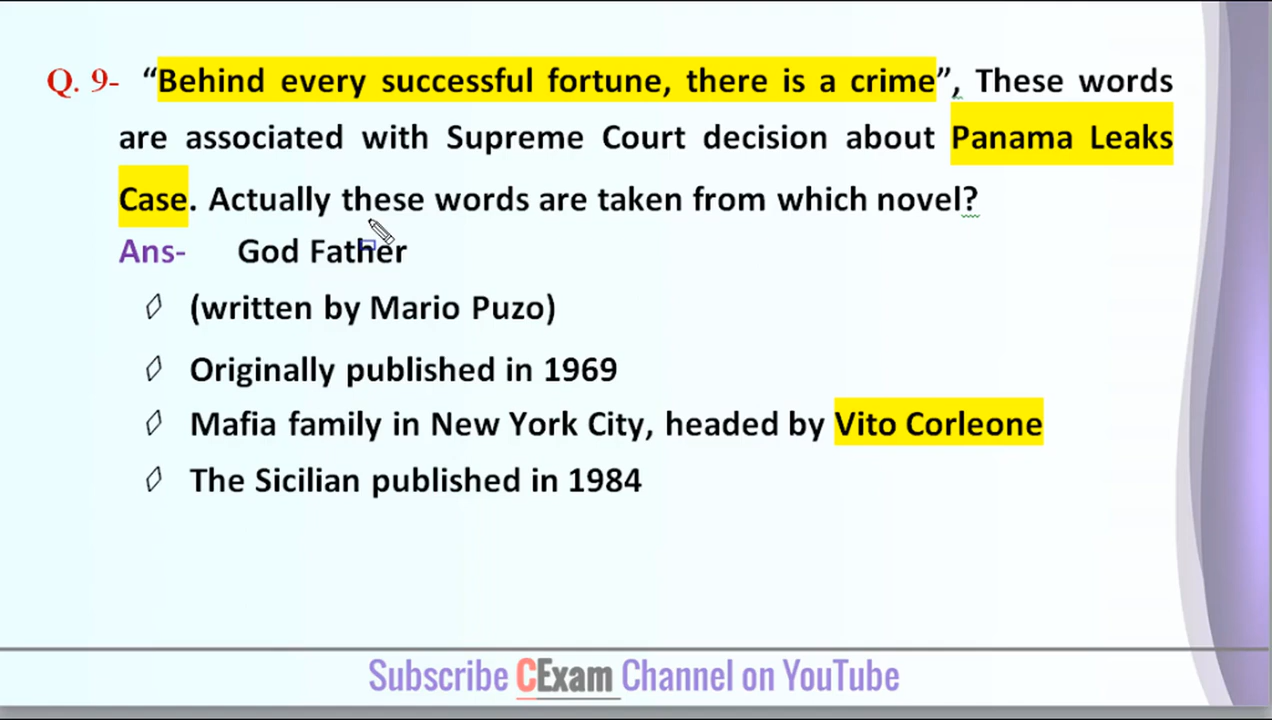 Q. 9- “Behind every successful fortune, there is a crime”, These words
are associated with Supreme Court decision about Panama Leaks
Case. Actually these words are taken from which novel?
Ans- God Father
◊ (written by Mario Puzo)
◊ Originally published in 1969
◊ Mafia family in New York City, headed by Vito Corleone
◊ The Sicilian published in 1984
Subscribe CExam Channel on YouTube